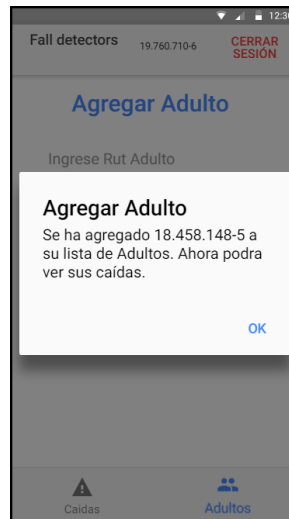 12:30
Fall detectors 19.760.710-6 CERRAR
SESIÓN
Agregar Adulto
Ingrese Rut Adulto
Agregar Adulto
Se ha agregado 18.458.148-5 a
su lista de Adultos. Ahora podra
ver sus caídas.
OK
Caidas Adultos